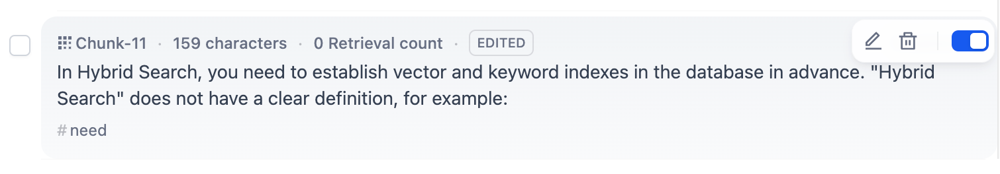 Chunk-11 · 159 characters · 0 Retrieval count · EDITED
In Hybrid Search, you need to establish vector and keyword indexes in the database in advance. "Hybrid
Search" does not have a clear definition, for example:
# need